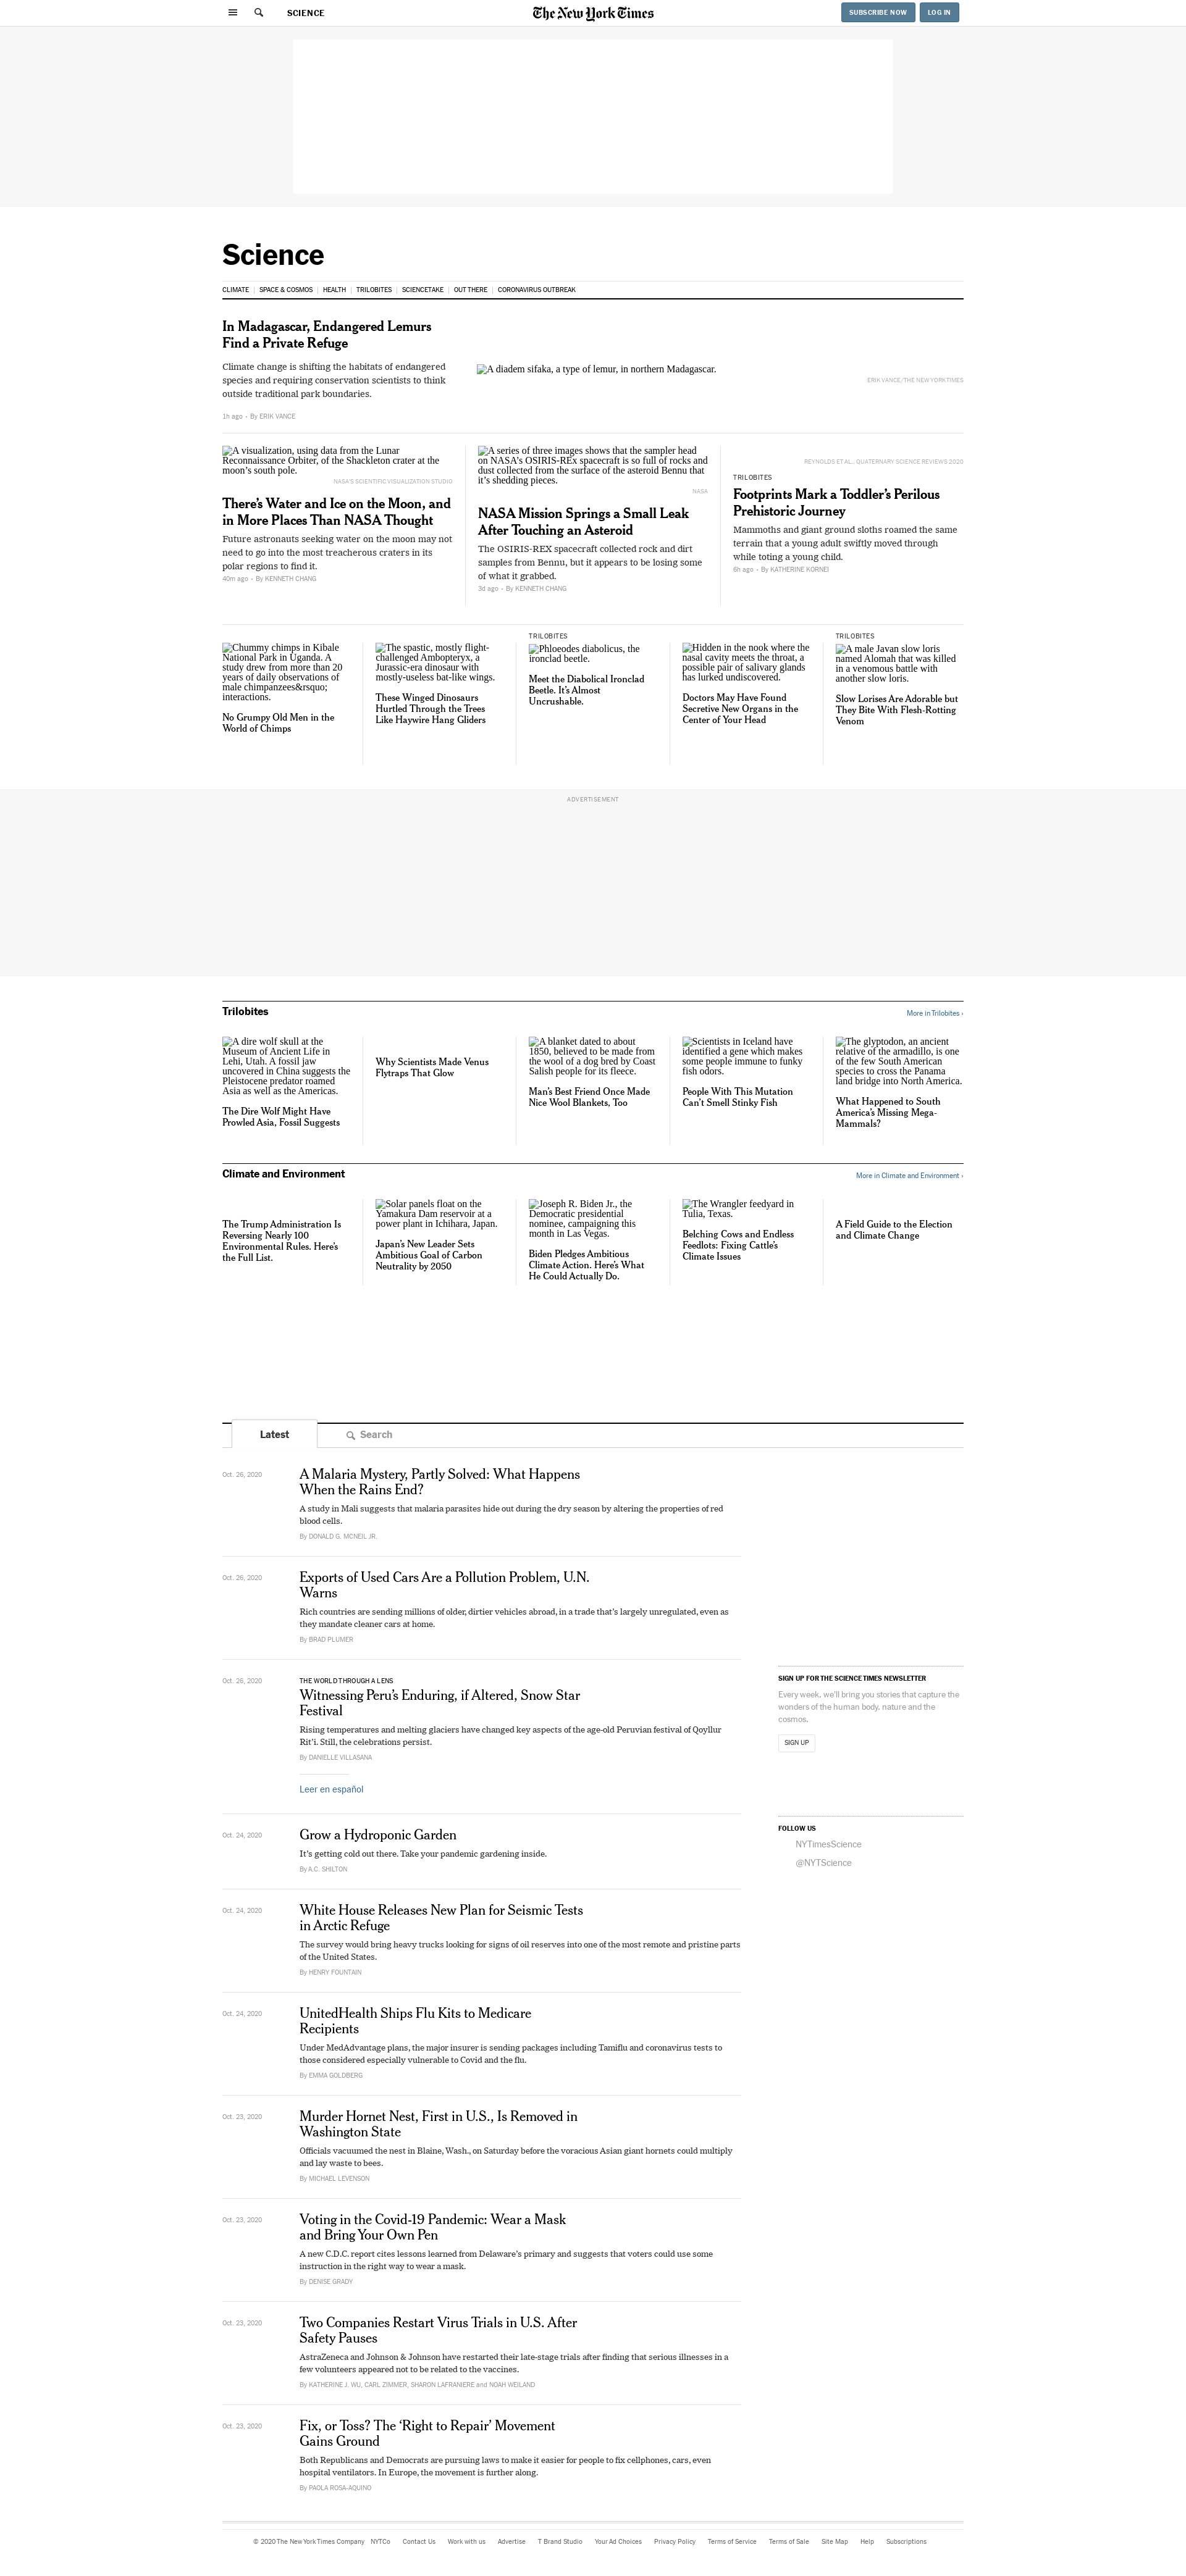 SCIENCE
The New York Times
SUBSCRIBE NOW
LOG IN
Science
CLIMATE
SPACE & COSMOS
HEALTH
TRILOBITES
SCIENCETAKE
OUT THERE
CORONAVIRUS OUTBREAK
In Madagascar, Endangered Lemurs
Find a Private Refuge
Climate change is shifting the habitats of endangered
species and requiring conservation scientists to think
outside traditional park boundaries.
1h ago • By ERIK VANCE
A diadem sifaka, a type of lemur, in northern Madagascar.
ERIK VANCE/THE NEW YORK TIMES
A visualization, using data from the Lunar
Reconnaissance Orbiter, of the Shackleton crater at the
moon's south pole.
NASA'S SCIENTIFIC VISUALIZATION STUDIO
There's Water and Ice on the Moon, and
in More Places Than NASA Thought
Future astronauts seeking water on the moon may not
need to go into the most treacherous craters in its
polar regions to find it.
40m ago • By KENNETH CHANG
A series of three images shows that the sampler head
on NASA's OSIRIS-REx spacecraft is so full of rocks and
dust collected from the surface of the asteroid Bennu that
it's shedding pieces.
NASA
NASA Mission Springs a Small Leak
After Touching an Asteroid
The OSIRIS-REX spacecraft collected rock and dirt
samples from Bennu, but it appears to be losing some
of what it grabbed.
3d ago • By KENNETH CHANG
REYNOLDS ET AL., QUATERNARY SCIENCE REVIEWS 2020
TRILOBITES
Footprints Mark a Toddler's Perilous
Prehistoric Journey
Mammoths and giant ground sloths roamed the same
terrain that a young adult swiftly moved through
while toting a young child.
6h ago • By KATHERINE KORNEI
Chummy chimps in Kibale
National Park in Uganda. A
study drew from more than 20
years of daily observations of
male chimpanzees&rsquo;
interactions.
No Grumpy Old Men in the
World of Chimps
The spastic, mostly flight-
challenged Ambopteryx, a
Jurassic-era dinosaur with
mostly-useless bat-like wings.
These Winged Dinosaurs
Hurtled Through the Trees
Like Haywire Hang Gliders
TRILOBITES
Phloeodes diabolicus, the
ironclad beetle.
Meet the Diabolical Ironclad
Beetle. It's Almost
Uncrushable.
Hidden in the nook where the
nasal cavity meets the throat, a
possible pair of salivary glands
has lurked undiscovered.
Doctors May Have Found
Secretive New Organs in the
Center of Your Head
TRILOBITES
A male Javan slow loris
named Alomah that was killed
in a venomous battle with
another slow loris.
Slow Lorises Are Adorable but
They Bite With Flesh-Rotting
Venom
ADVERTISEMENT
Trilobites
More in Trilobites ›
A dire wolf skull at the
Museum of Ancient Life in
Lehi, Utah. A fossil jaw
uncovered in China suggests the
Pleistocene predator roamed
Asia as well as the Americas.
The Dire Wolf Might Have
Prowled Asia, Fossil Suggests
Why Scientists Made Venus
Flytraps That Glow
A blanket dated to about
1850, believed to be made from
the wool of a dog bred by Coast
Salish people for its fleece.
Man's Best Friend Once Made
Nice Wool Blankets, Too
Scientists in Iceland have
identified a gene which makes
some people immune to funky
fish odors.
People With This Mutation
Can't Smell Stinky Fish
The glyptodon, an ancient
relative of the armadillo, is one
of the few South American
species to cross the Panama
land bridge into North America.
What Happened to South
America's Missing Mega-
Mammals?
Climate and Environment
More in Climate and Environment ›
The Trump Administration Is
Reversing Nearly 100
Environmental Rules. Here's
the Full List.
Solar panels float on the
Yamakura Dam reservoir at a
power plant in Ichihara, Japan.
Japan's New Leader Sets
Ambitious Goal of Carbon
Neutrality by 2050
Joseph R. Biden Jr., the
Democratic presidential
nominee, campaigning this
month in Las Vegas.
Biden Pledges Ambitious
Climate Action. Here's What
He Could Actually Do.
The Wrangler feedyard in
Tulia, Texas.
Belching Cows and Endless
Feedlots: Fixing Cattle's
Climate Issues
A Field Guide to the Election
and Climate Change
Latest
Search
Oct. 26, 2020
A Malaria Mystery, Partly Solved: What Happens
When the Rains End?
A study in Mali suggests that malaria parasites hide out during the dry season by altering the properties of red
blood cells.
By DONALD G. MCNEIL JR.
Oct. 26, 2020
Exports of Used Cars Are a Pollution Problem, U.N.
Warns
Rich countries are sending millions of older, dirtier vehicles abroad, in a trade that's largely unregulated, even as
they mandate cleaner cars at home.
By BRAD PLUMER
Oct. 26, 2020
THE WORLD THROUGH A LENS
Witnessing Peru's Enduring, if Altered, Snow Star
Festival
Rising temperatures and melting glaciers have changed key aspects of the age-old Peruvian festival of Qoyllur
Rit'i. Still, the celebrations persist.
By DANIELLE VILLASANA
Leer en español
SIGN UP FOR THE SCIENCE TIMES NEWSLETTER
Every week, we'll bring you stories that capture the
wonders of the human body, nature and the
cosmos.
SIGN UP
FOLLOW US
NYTimesScience
@NYTScience
Oct. 24, 2020
Grow a Hydroponic Garden
It's getting cold out there. Take your pandemic gardening inside.
By A.C. SHILTON
Oct. 24, 2020
White House Releases New Plan for Seismic Tests
in Arctic Refuge
The survey would bring heavy trucks looking for signs of oil reserves into one of the most remote and pristine parts
of the United States.
By HENRY FOUNTAIN
Oct. 24, 2020
UnitedHealth Ships Flu Kits to Medicare
Recipients
Under MedAdvantage plans, the major insurer is sending packages including Tamiflu and coronavirus tests to
those considered especially vulnerable to Covid and the flu.
By EMMA GOLDBERG
Oct. 23, 2020
Murder Hornet Nest, First in U.S., Is Removed in
Washington State
Officials vacuumed the nest in Blaine, Wash., on Saturday before the voracious Asian giant hornets could multiply
and lay waste to bees.
By MICHAEL LEVENSON
Oct. 23, 2020
Voting in the Covid-19 Pandemic: Wear a Mask
and Bring Your Own Pen
A new C.D.C. report cites lessons learned from Delaware's primary and suggests that voters could use some
instruction in the right way to wear a mask.
By DENISE GRADY
Oct. 23, 2020
Two Companies Restart Virus Trials in U.S. After
Safety Pauses
AstraZeneca and Johnson & Johnson have restarted their late-stage trials after finding that serious illnesses in a
few volunteers appeared not to be related to the vaccines.
By KATHERINE J. WU, CARL ZIMMER, SHARON LAFRANIERE and NOAH WEILAND
Oct. 23, 2020
Fix, or Toss? The 'Right to Repair' Movement
Gains Ground
Both Republicans and Democrats are pursuing laws to make it easier for people to fix cellphones, cars, even
hospital ventilators. In Europe, the movement is further along.
By PAOLA ROSA-AQUINO
© 2020 The New York Times Company
NYTCo
Contact Us
Work with us
Advertise
T Brand Studio
Your Ad Choices
Privacy Policy
Terms of Service
Terms of Sale
Site Map
Help
Subscriptions